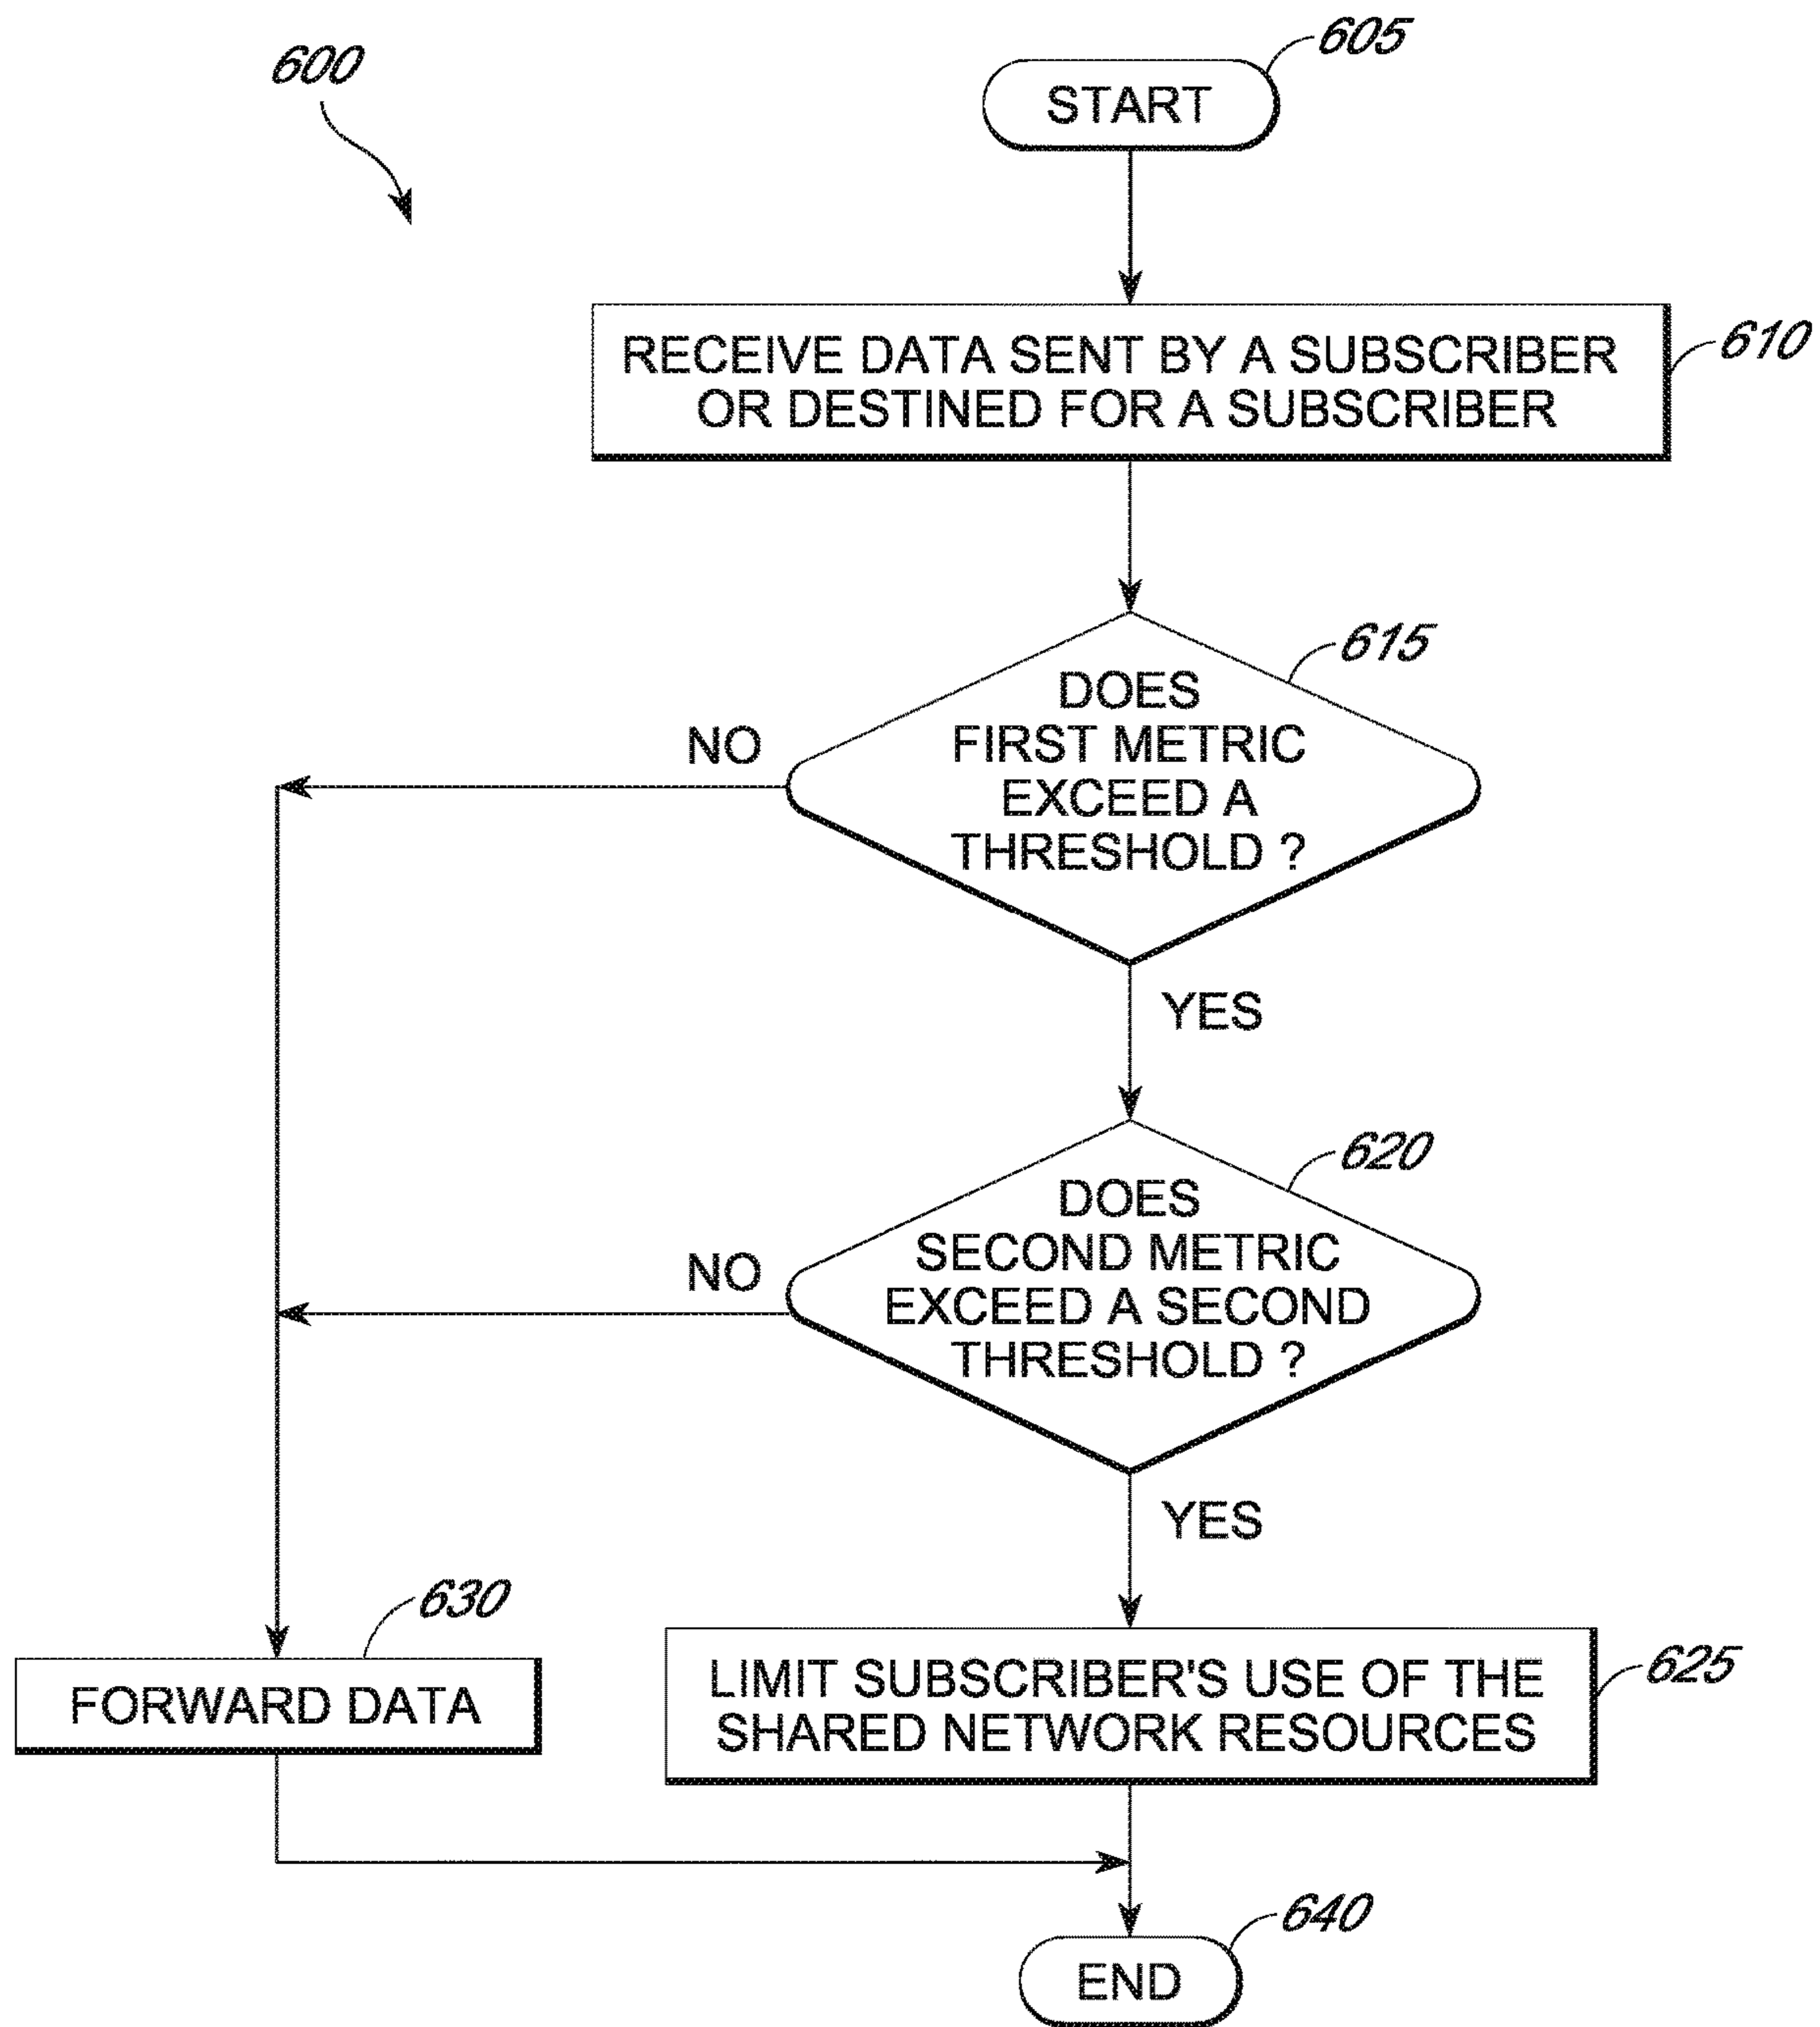 600
605
START
RECEIVE DATA SENT BY A SUBSCRIBER
OR DESTINED FOR A SUBSCRIBER
610
615
DOES
FIRST METRIC
EXCEED A
THRESHOLD ?
NO
YES
620
DOES
SECOND METRIC
EXCEED A SECOND
THRESHOLD ?
NO
YES
630
FORWARD DATA
LIMIT SUBSCRIBER'S USE OF THE
SHARED NETWORK RESOURCES
625
640
END